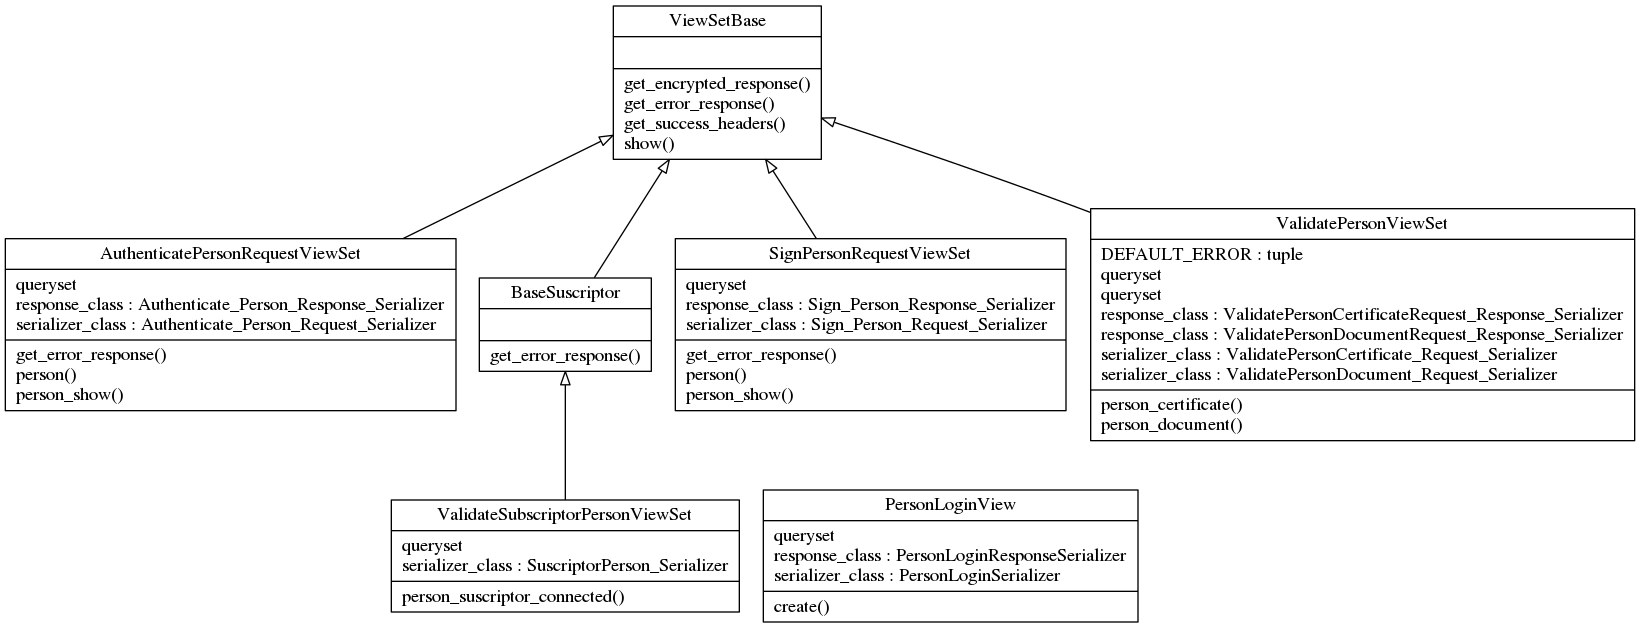 ViewSetBase
get_encrypted_response()
get_error_response()
get_success_headers()
show()
AuthenticatePersonRequestViewSet
queryset
response_class : Authenticate_Person_Response_Serializer
serializer_class : Authenticate_Person_Request_Serializer
get_error_response()
person()
person_show()
BaseSuscriptor
get_error_response()
SignPersonRequestViewSet
queryset
response_class : Sign_Person_Response_Serializer
serializer_class : Sign_Person_Request_Serializer
get_error_response()
person()
person_show()
ValidatePersonViewSet
DEFAULT_ERROR : tuple
queryset
queryset
response_class : ValidatePersonCertificateRequest_Response_Serializer
response_class : ValidatePersonDocumentRequest_Response_Serializer
serializer_class : ValidatePersonCertificate_Request_Serializer
serializer_class : ValidatePersonDocument_Request_Serializer
person_certificate()
person_document()
ValidateSubscriptorPersonViewSet
queryset
serializer_class : SuscriptorPerson_Serializer
person_suscriptor_connected()
PersonLoginView
queryset
response_class : PersonLoginResponseSerializer
serializer_class : PersonLoginSerializer
create()